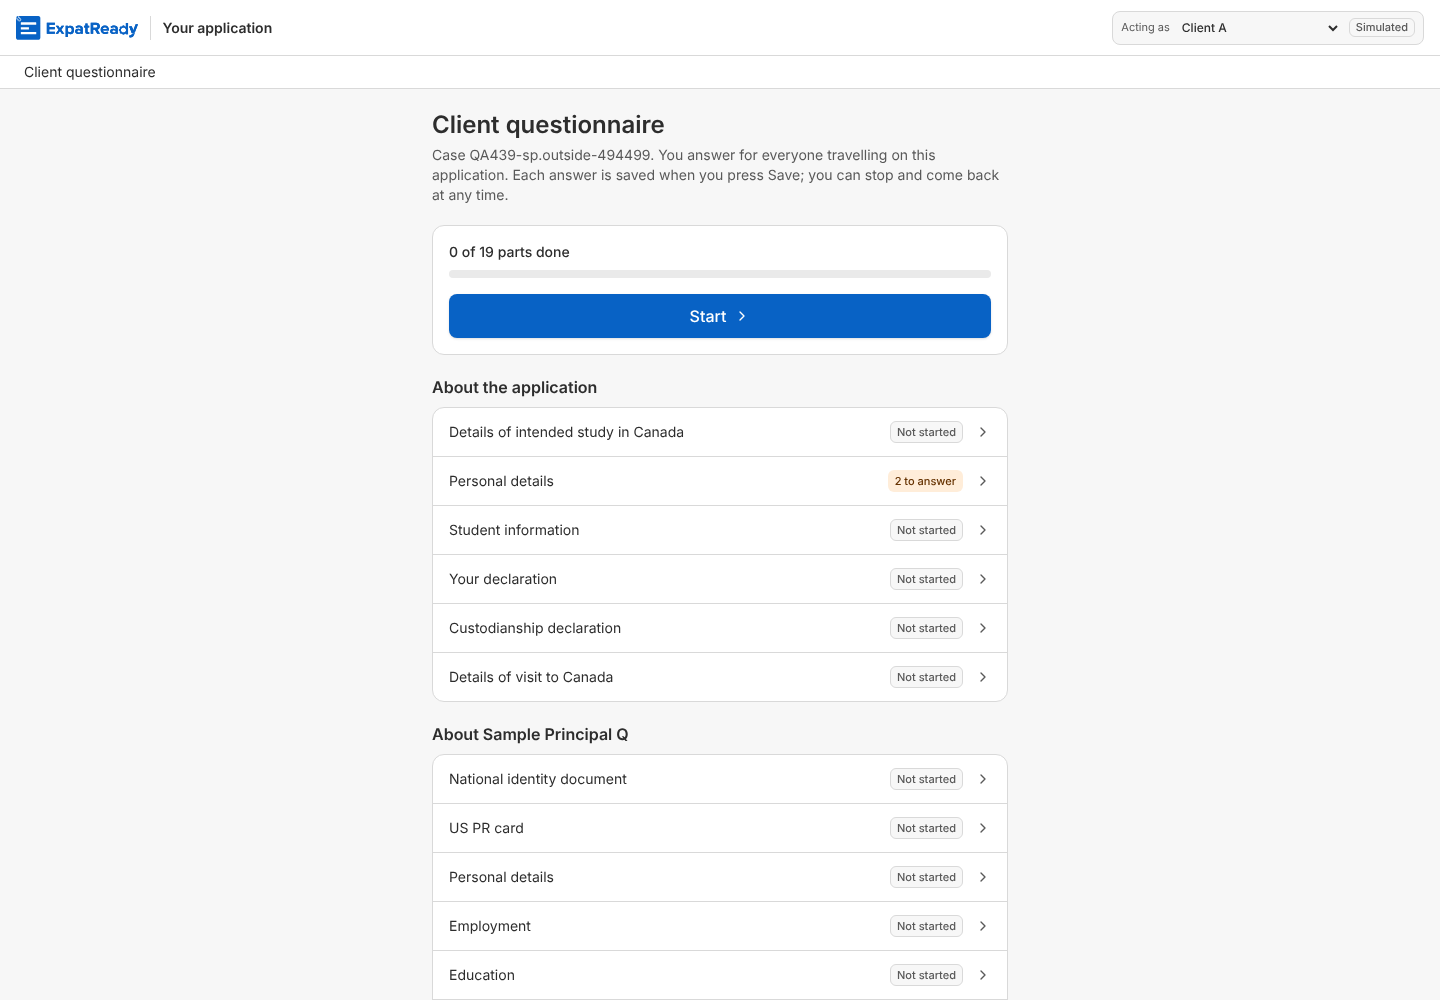 ExpatReady
Your application
Acting as Client A Simulated
Client questionnaire
Client questionnaire
Case QA439-sp.outside-494499. You answer for everyone travelling on this
application. Each answer is saved when you press Save; you can stop and come back
at any time.
0 of 19 parts done
Start
About the application
Details of intended study in Canada Not started
Personal details 2 to answer
Student information Not started
Your declaration Not started
Custodianship declaration Not started
Details of visit to Canada Not started
About Sample Principal Q
National identity document Not started
US PR card Not started
Personal details Not started
Employment Not started
Education Not started